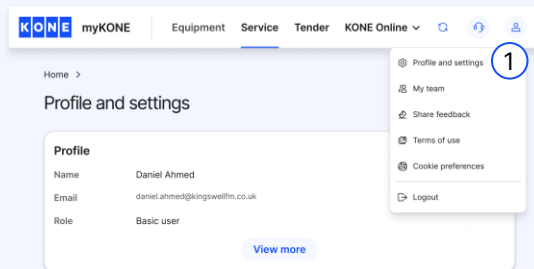 KONE myKONE Equipment Service Tender KONE Online
Home >
Profile and settings
Profile
Name Daniel Ahmed
Email daniel.ahmed@kingswellfm.co.uk
Role Basic user
View more
Profile and settings 1
My team
Share feedback
Terms of use
Cookie preferences
Logout